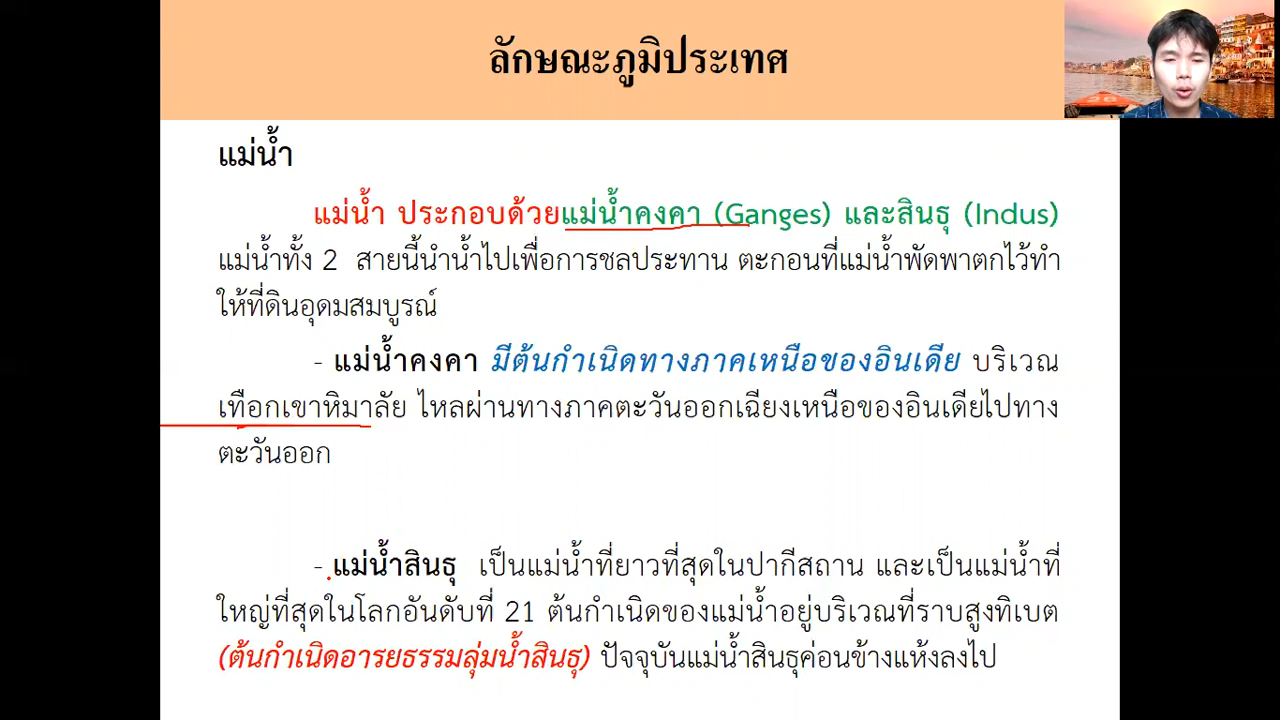 ลักษณะภูมิประเทศ
แม่น้ำ
แม่น้ำ ประกอบด้วยแม่น้ำคงคา (Ganges) และสินธุ (Indus)
แม่น้ำทั้ง 2 สายนี้นำน้ำไปเพื่อการชลประทาน ตะกอนที่แม่น้ำพัดพาตกไว้ทำ
ให้ที่ดินอุดมสมบูรณ์
- แม่น้ำคงคา มีต้นกำเนิดทางภาคเหนือของอินเดีย บริเวณ
เทือกเขาหิมาลัย ไหลผ่านทางภาคตะวันออกเฉียงเหนือของอินเดียไปทาง
ตะวันออก
- แม่น้ำสินธุ เป็นแม่น้ำที่ยาวที่สุดในปากีสถาน และเป็นแม่น้ำที่
ใหญ่ที่สุดในโลกอันดับที่ 21 ต้นกำเนิดของแม่น้ำอยู่บริเวณที่ราบสูงทิเบต
(ต้นกำเนิดอารยธรรมลุ่มน้ำสินธุ) ปัจจุบันแม่น้ำสินธุค่อนข้างแห้งลงไป